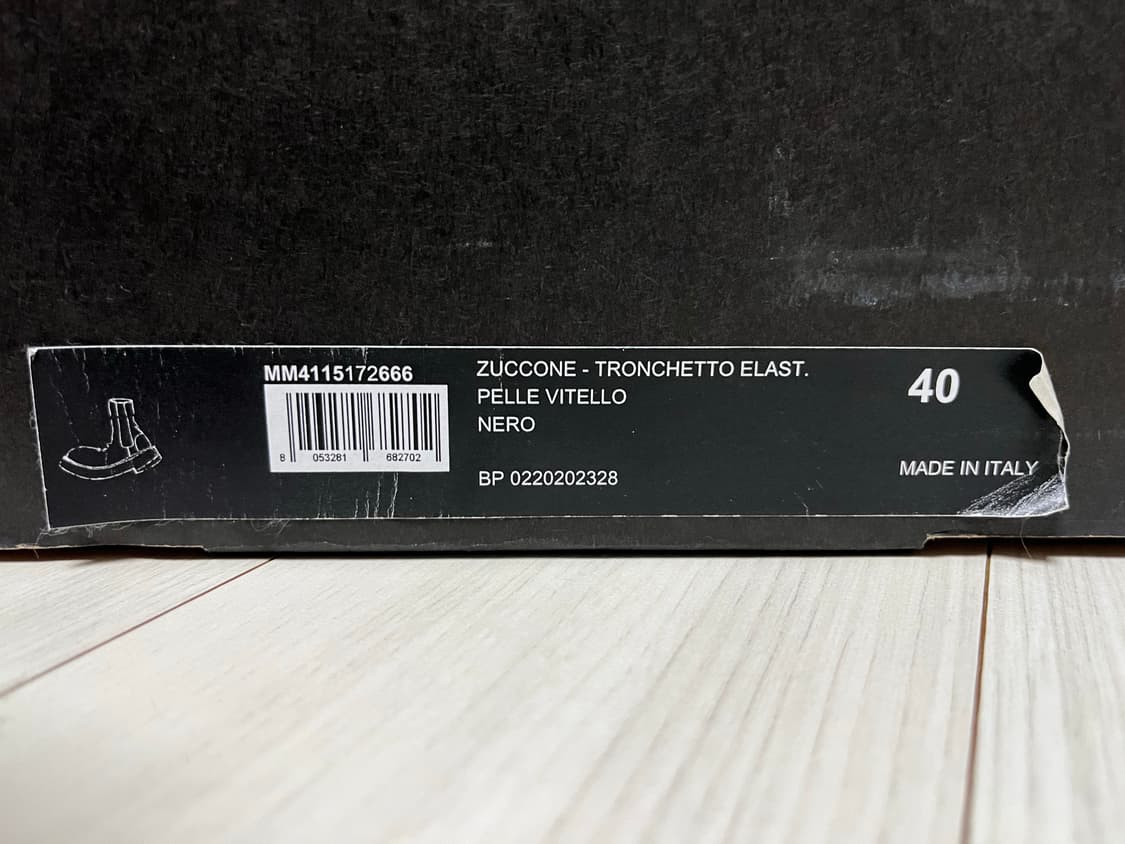 MM4115172666
8 053281 682702
ZUCCONE - TRONCHETTO ELAST.
PELLE VITELLO
NERO
BP 0220202328
40
MADE IN ITALY